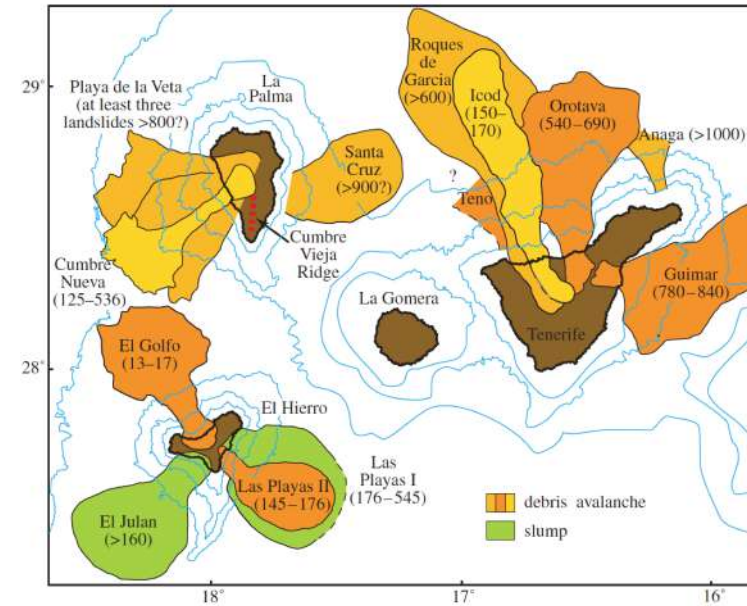 29°
28°
18°
17°
16°
Playa de la Veta
(at least three
landslides >800?)
La
Palma
Santa
Cruz
(>900?)
Cumbre
Vieja
Ridge
Cumbre
Nueva
(125–536)
Roques
de
Garcia
(>600)
Icod
(150–
170)
Orotava
(540–690)
Anaga (>1000)
?
Teno
Guimar
(780–840)
Tenerife
La Gomera
El Golfo
(13–17)
El Hierro
Las
Playas I
(176–545)
Las Playas II
(145–176)
El Julan
(>160)
debris avalanche
slump